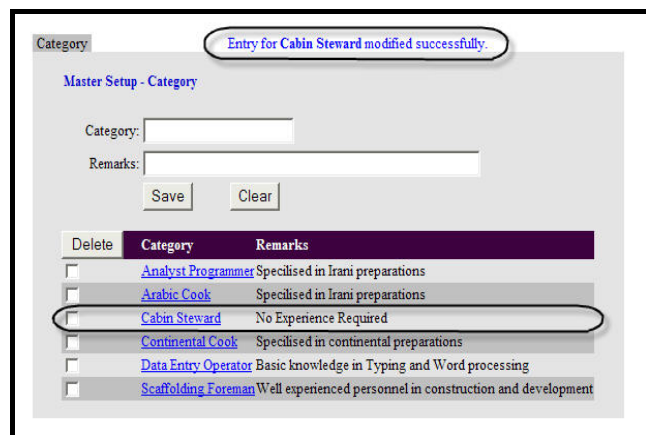 Category
Entry for Cabin Steward modified successfully.
Master Setup - Category
Category:
Remarks:
Save Clear
Delete Category Remarks
Analyst Programmer Specilised in Irani preparations
Arabic Cook Specilised in Irani preparations
Cabin Steward No Experience Required
Continental Cook Specilised in continental preparations
Data Entry Operator Basic knowledge in Typing and Word processing
Scaffolding Foreman Well experienced personnel in construction and development